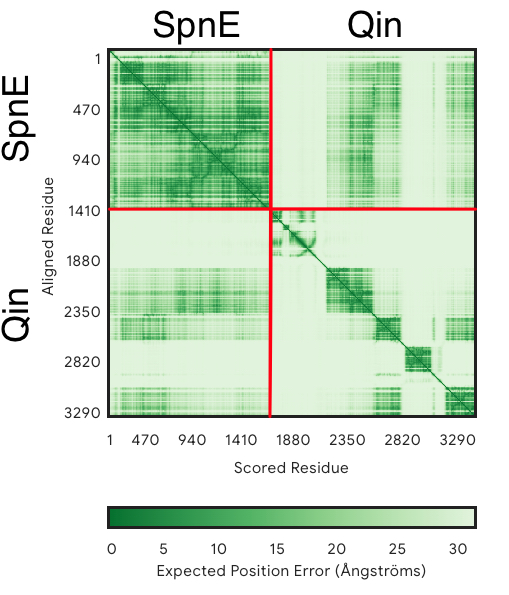 SpnE Qin
SpnE
Qin
Aligned Residue
1
470
940
1410
1880
2350
2820
3290
1 470 940 1410 1880 2350 2820 3290
Scored Residue
0 5 10 15 20 25 30
Expected Position Error (Ångströms)